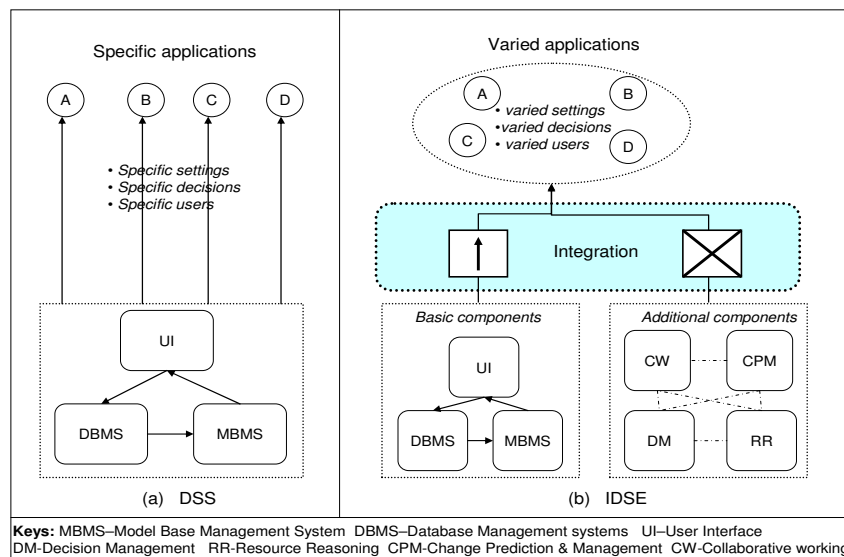 Specific applications
A
B
C
D
• Specific settings
• Specific decisions
• Specific users
UI
DBMS
MBMS
(a) DSS
Varied applications
A
B
• varied settings
•varied decisions
• varied users
C
D
Integration
Basic components
UI
DBMS
MBMS
Additional components
CW
CPM
DM
RR
(b) IDSE
Keys: MBMS–Model Base Management System DBMS–Database Management systems UI–User Interface
DM-Decision Management RR-Resource Reasoning CPM-Change Prediction & Management CW-Collaborative working